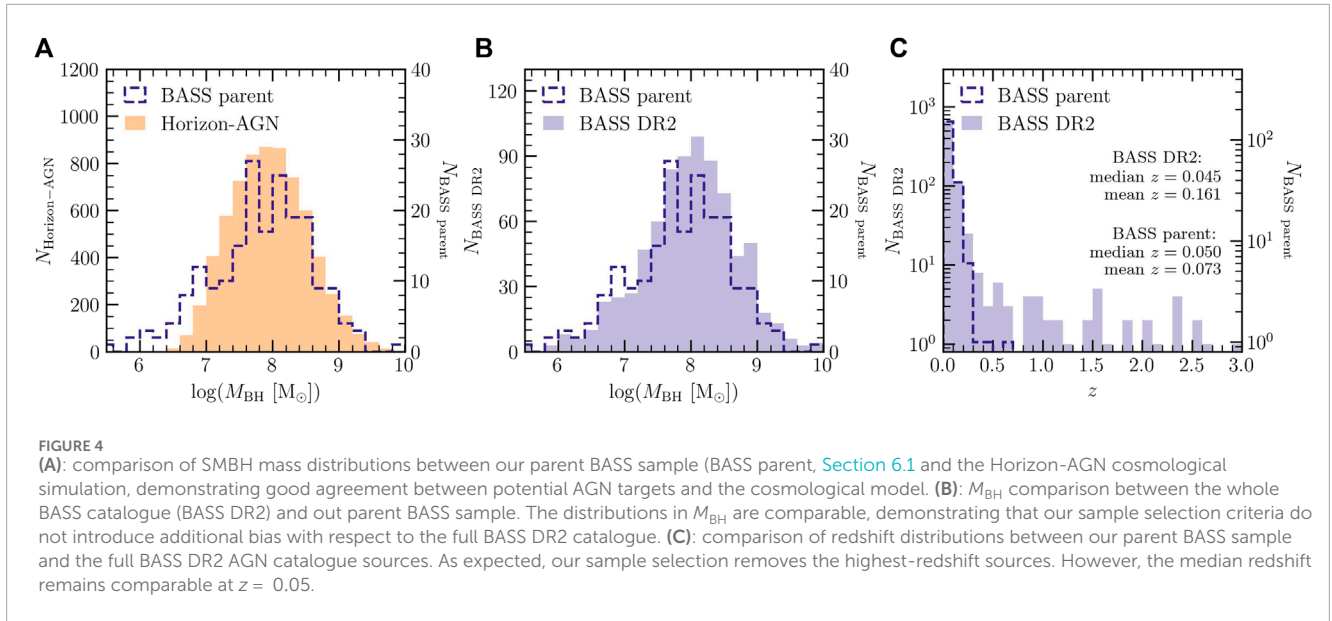 A
1200
1000
800
600
400
200
0
N_Horizon−AGN
BASS parent
Horizon-AGN
40
30
20
10
0
N_BASS parent
6 7 8 9 10
log(M_BH [M_⊙])
B
120
90
60
30
0
N_BASS DR2
BASS parent
BASS DR2
40
30
20
10
0
N_BASS parent
6 7 8 9 10
log(M_BH [M_⊙])
C
10^3
10^2
10^1
10^0
N_BASS DR2
BASS parent
BASS DR2
BASS DR2:
median z = 0.045
mean z = 0.161
BASS parent:
median z = 0.050
mean z = 0.073
10^2
10^1
10^0
N_BASS parent
0.0 0.5 1.0 1.5 2.0 2.5 3.0
z
FIGURE 4
(A): comparison of SMBH mass distributions between our parent BASS sample (BASS parent, Section 6.1 and the Horizon-AGN cosmological
simulation, demonstrating good agreement between potential AGN targets and the cosmological model. (B): M_BH comparison between the whole
BASS catalogue (BASS DR2) and out parent BASS sample. The distributions in M_BH are comparable, demonstrating that our sample selection criteria do
not introduce additional bias with respect to the full BASS DR2 catalogue. (C): comparison of redshift distributions between our parent BASS sample
and the full BASS DR2 AGN catalogue sources. As expected, our sample selection removes the highest-redshift sources. However, the median redshift
remains comparable at z = 0.05.